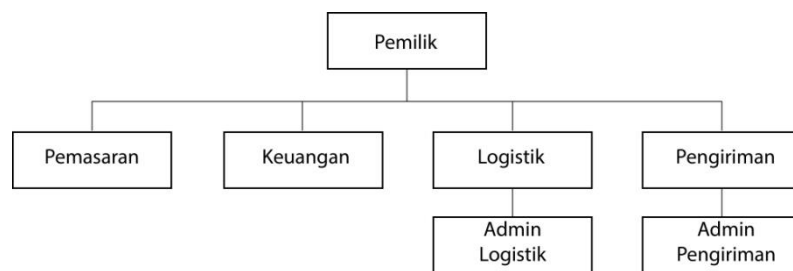 Pemilik
Pemasaran
Keuangan
Logistik
Pengiriman
Admin
Logistik
Admin
Pengiriman